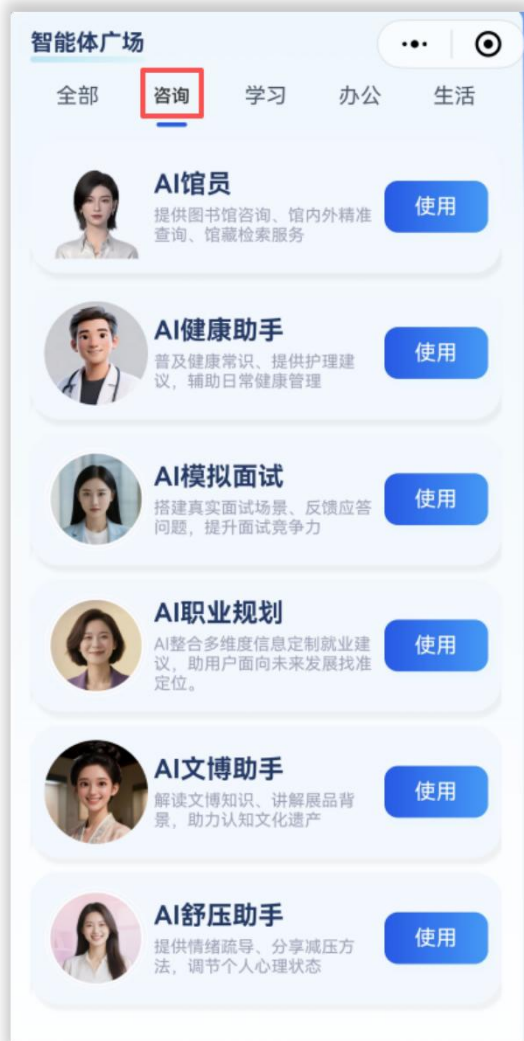 智能体广场
全部 咨询 学习 办公 生活
AI馆员
提供图书馆咨询、馆内外精准
查询、馆藏检索服务
使用
AI健康助手
普及健康常识、提供护理建
议，辅助日常健康管理
使用
AI模拟面试
搭建真实面试场景、反馈应答
问题，提升面试竞争力
使用
AI职业规划
AI整合多维度信息定制就业建
议，助用户面向未来发展找准
定位。
使用
AI文博助手
解读文博知识、讲解展品背
景，助力认知文化遗产
使用
AI舒压助手
提供情绪疏导、分享减压方
法，调节个人心理状态
使用